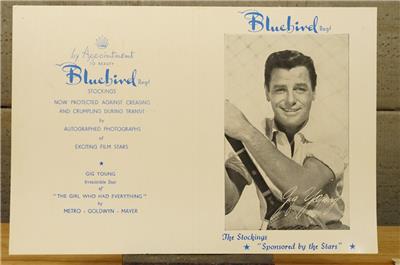 by Appointment
TO BEAUTY
Bluebird Regd
STOCKINGS
NOW PROTECTED AGAINST CREASING
AND CRUMPLING DURING TRANSIT
by
AUTOGRAPHED PHOTOGRAPHS
of
EXCITING FILM STARS
GIG YOUNG
Irresistible Star
of
"THE GIRL WHO HAD EVERYTHING"
by
METRO - GOLDWYN - MAYER
Bluebird Regd
Gig Young
The Stockings
"Sponsored by the Stars"